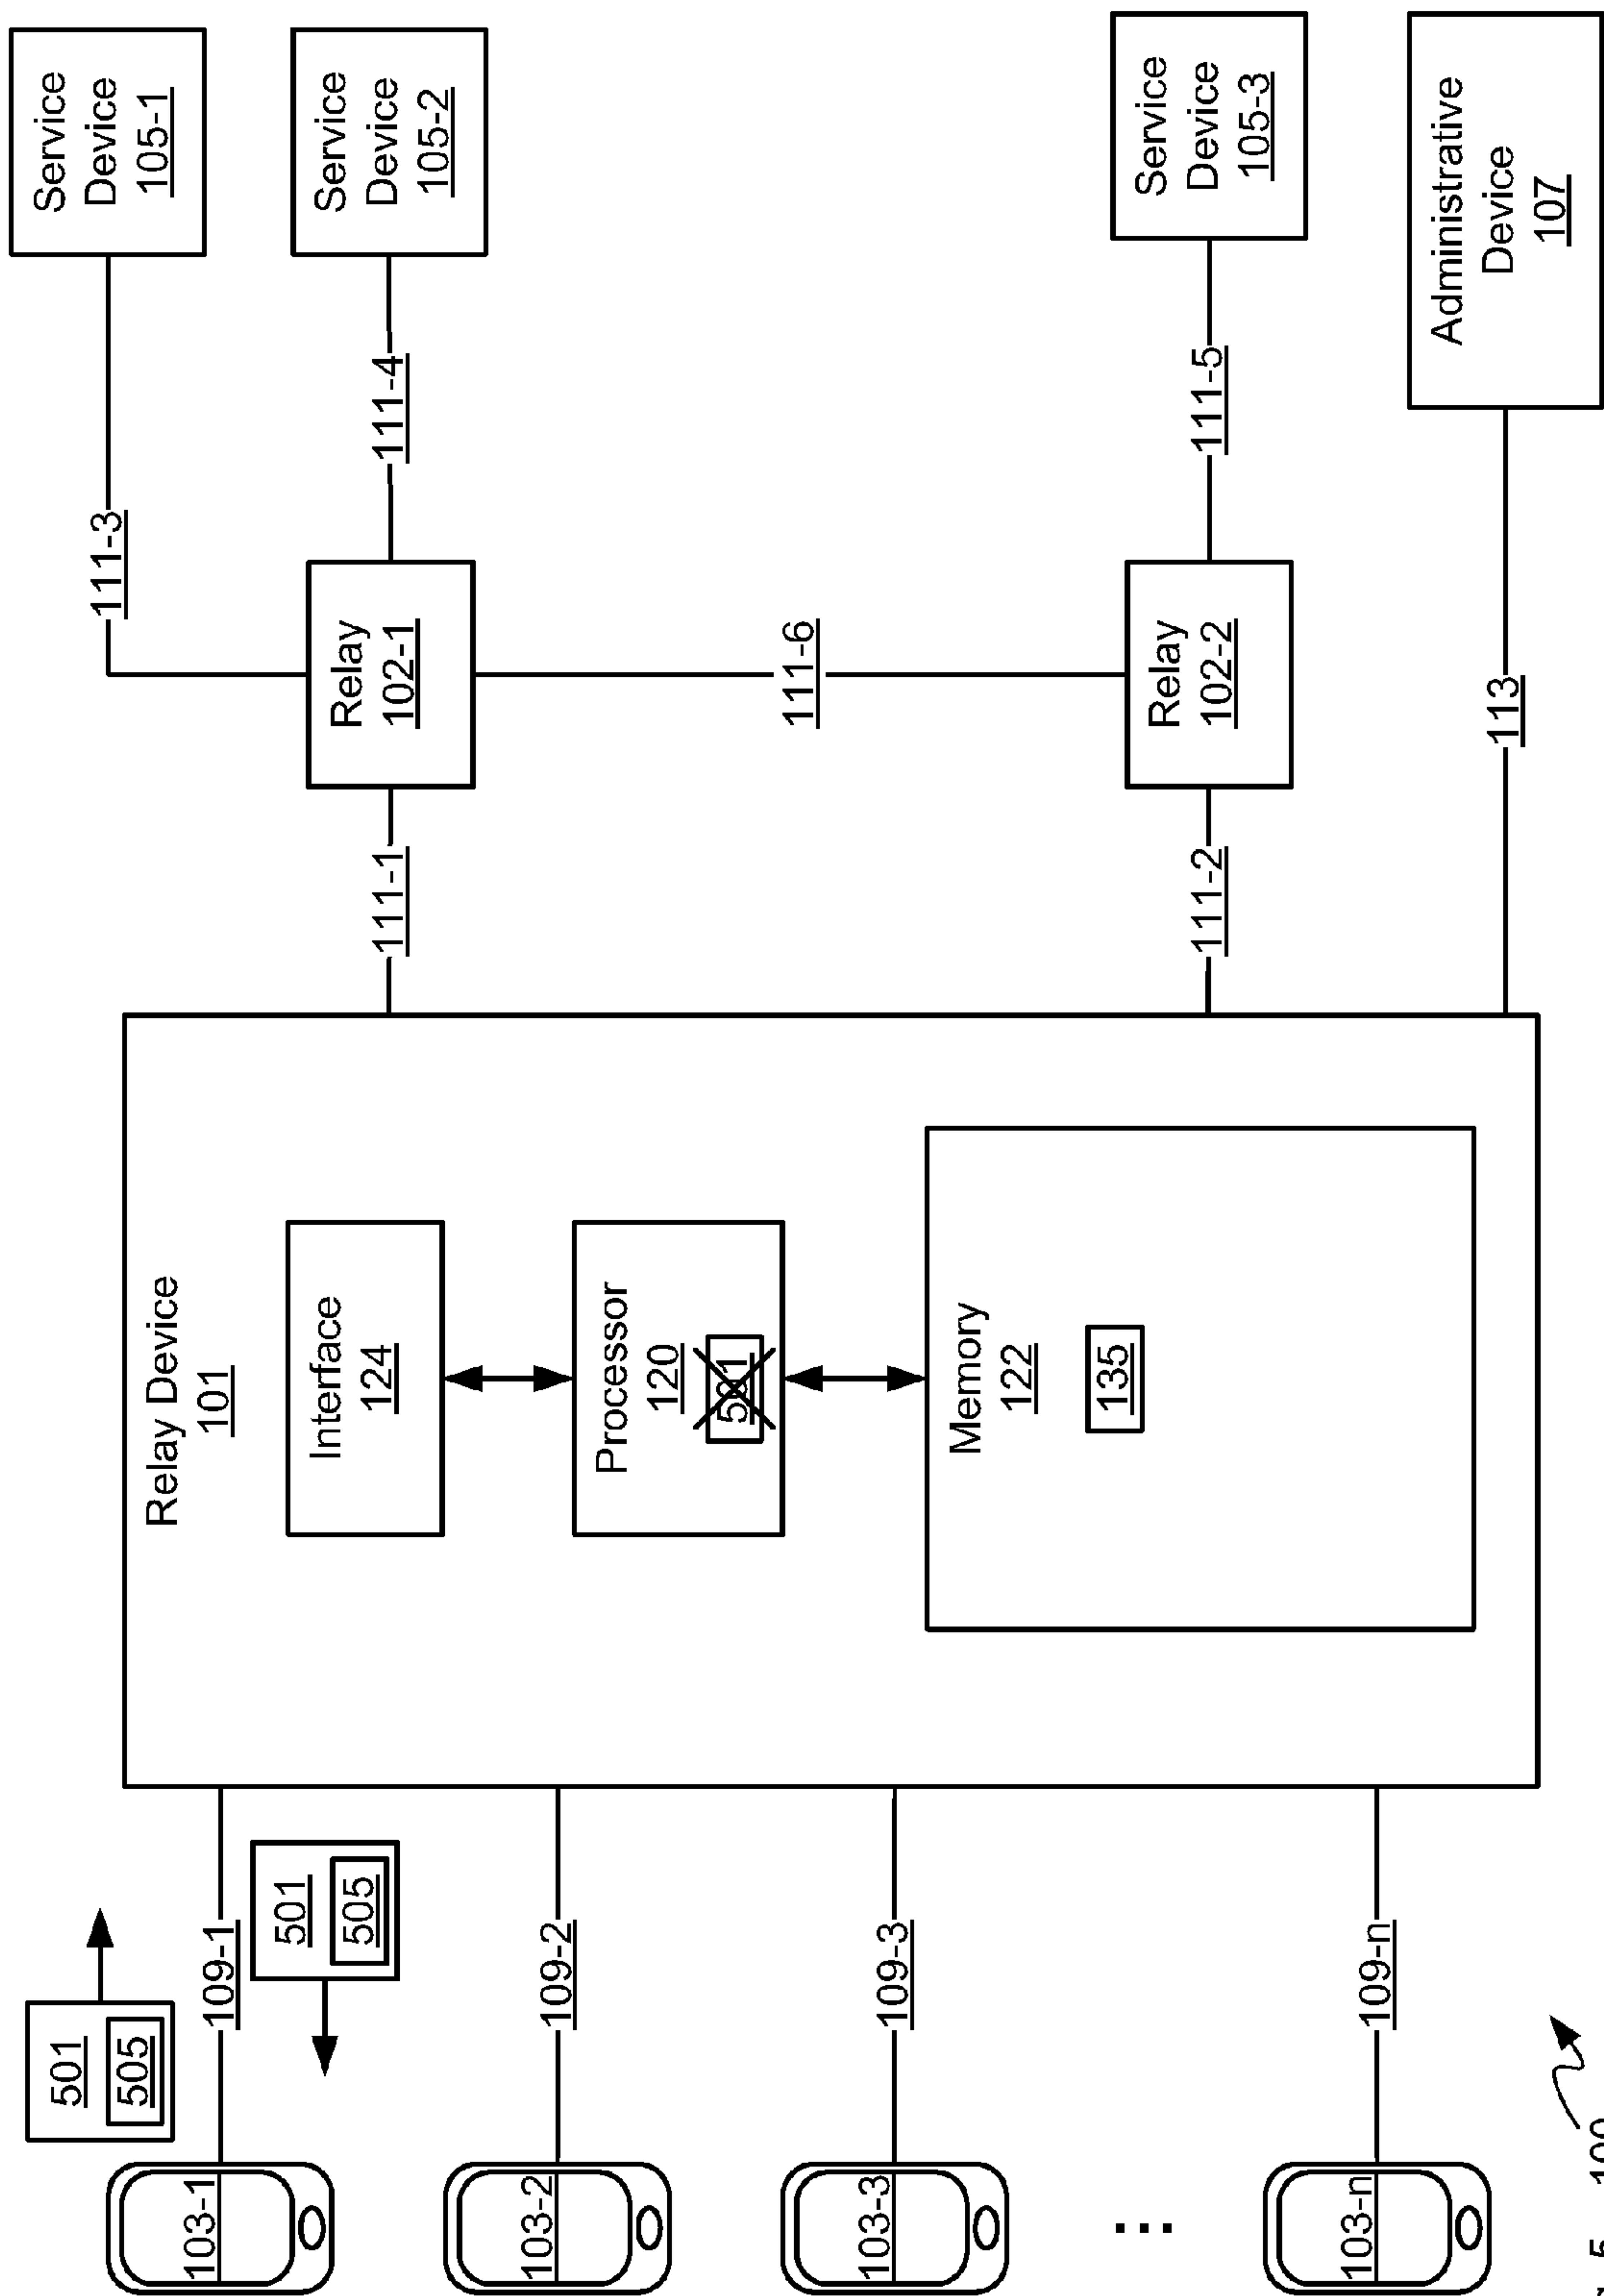 501
505
103-1
109-1
501
505
103-2
109-2
103-3
109-3
...
103-n
109-n
Relay Device
101
Interface
124
Processor
120
501
Memory
122
135
111-1
111-2
113
Relay
102-1
111-6
Relay
102-2
111-3
111-4
111-5
Service
Device
105-1
Service
Device
105-2
Service
Device
105-3
Administrative
Device
107
5 100